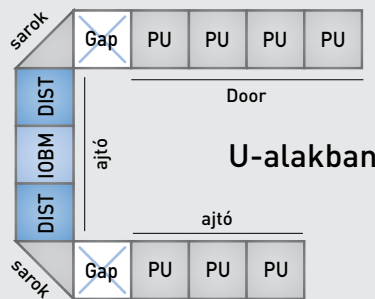 sarok
Gap PU PU PU PU
Door
DIST
IOBM
DIST
ajtó
U-alakban
ajtó
sarok
Gap PU PU PU